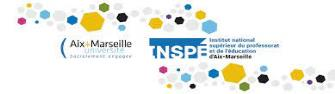 Aix+Marseille
université
Socialement engagée
INSPÉ
Institut national
supérieur du professorat
et de l'éducation
d'Aix-Marseille